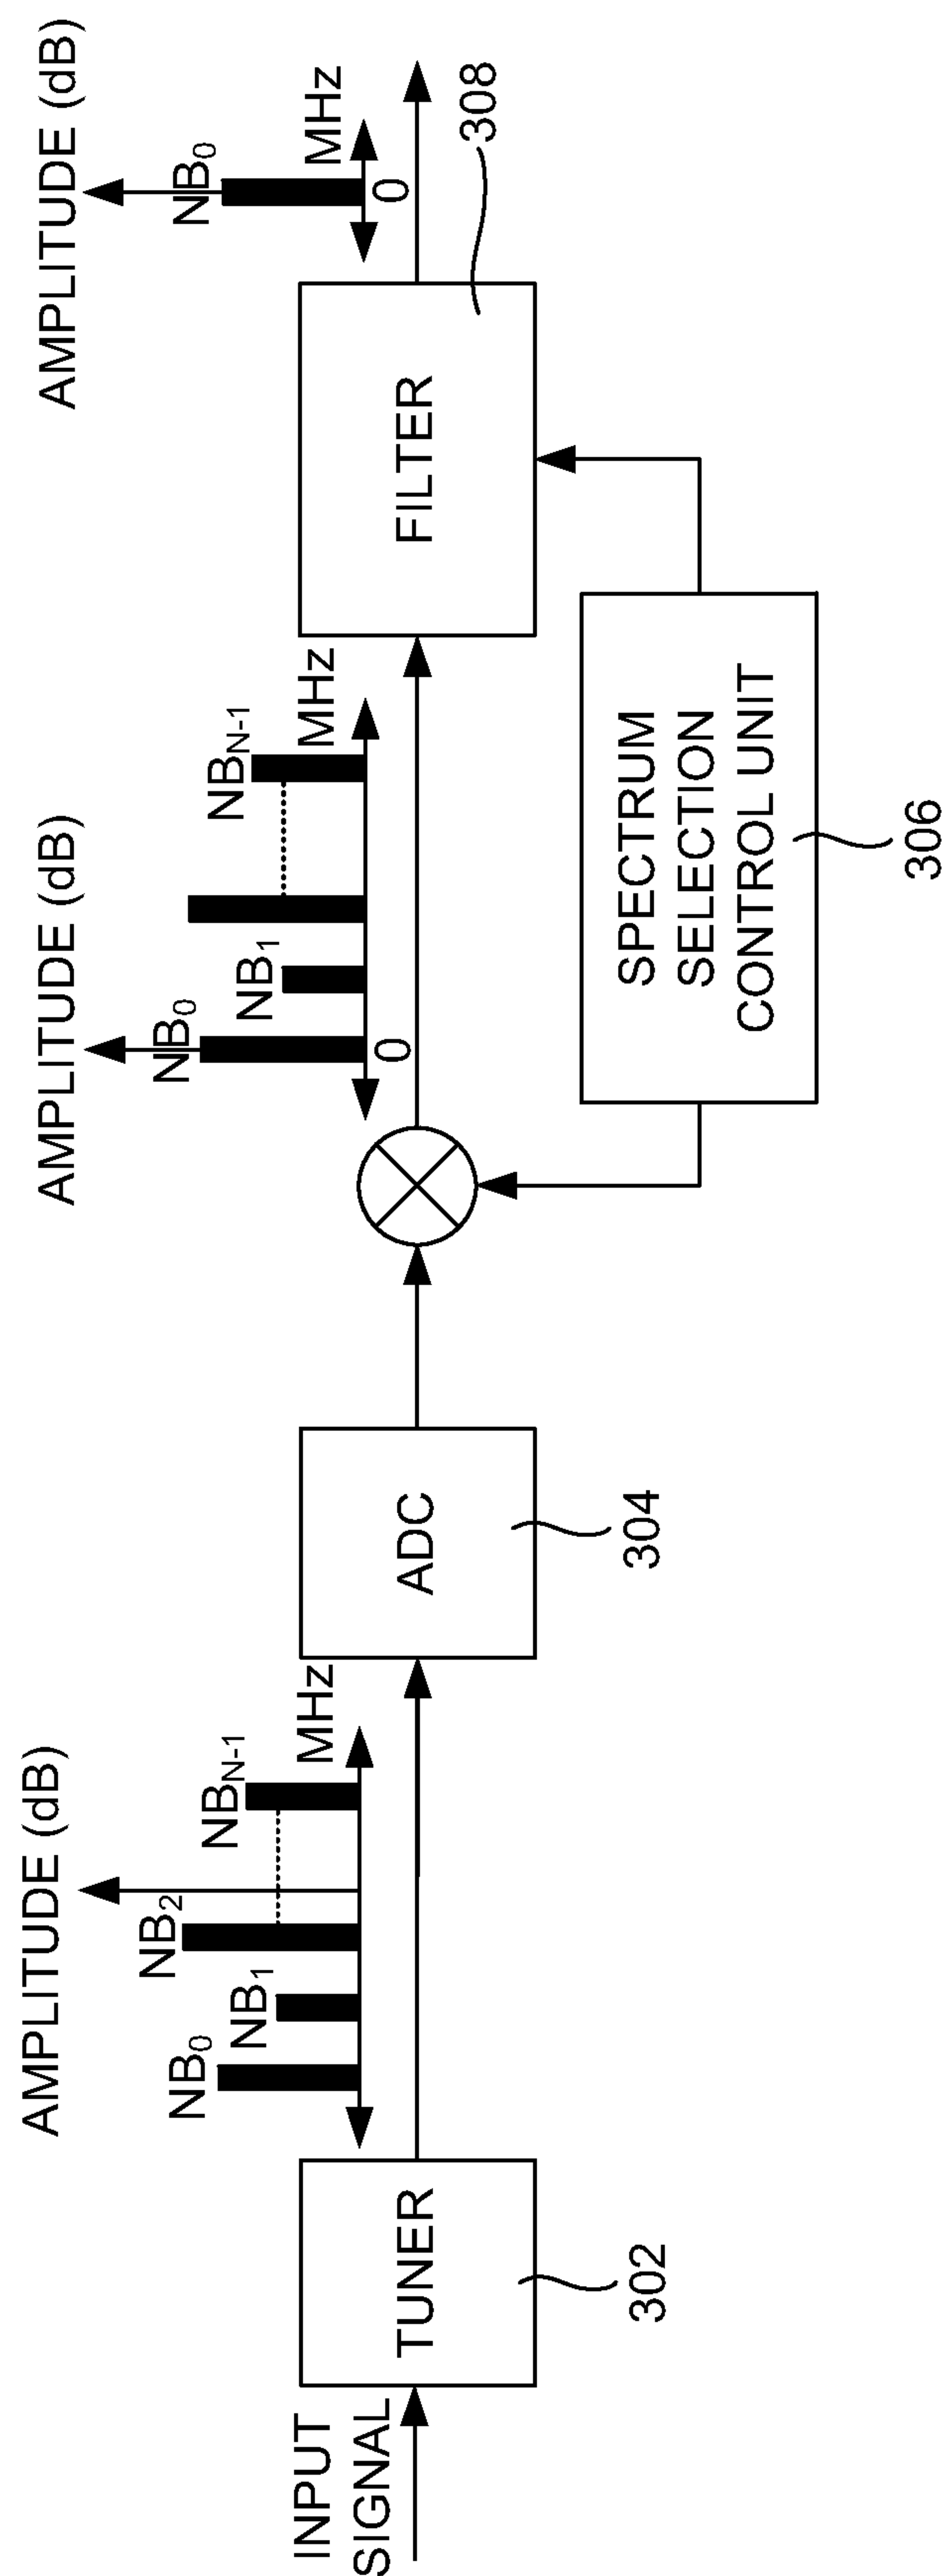 INPUT
SIGNAL
TUNER
302
AMPLITUDE (dB)
NB0
NB1
NB2
NBN-1
MHz
ADC
304
AMPLITUDE (dB)
NB0
NB1
NBN-1
MHz
0
SPECTRUM
SELECTION
CONTROL UNIT
306
FILTER
308
AMPLITUDE (dB)
NB0
MHz
0